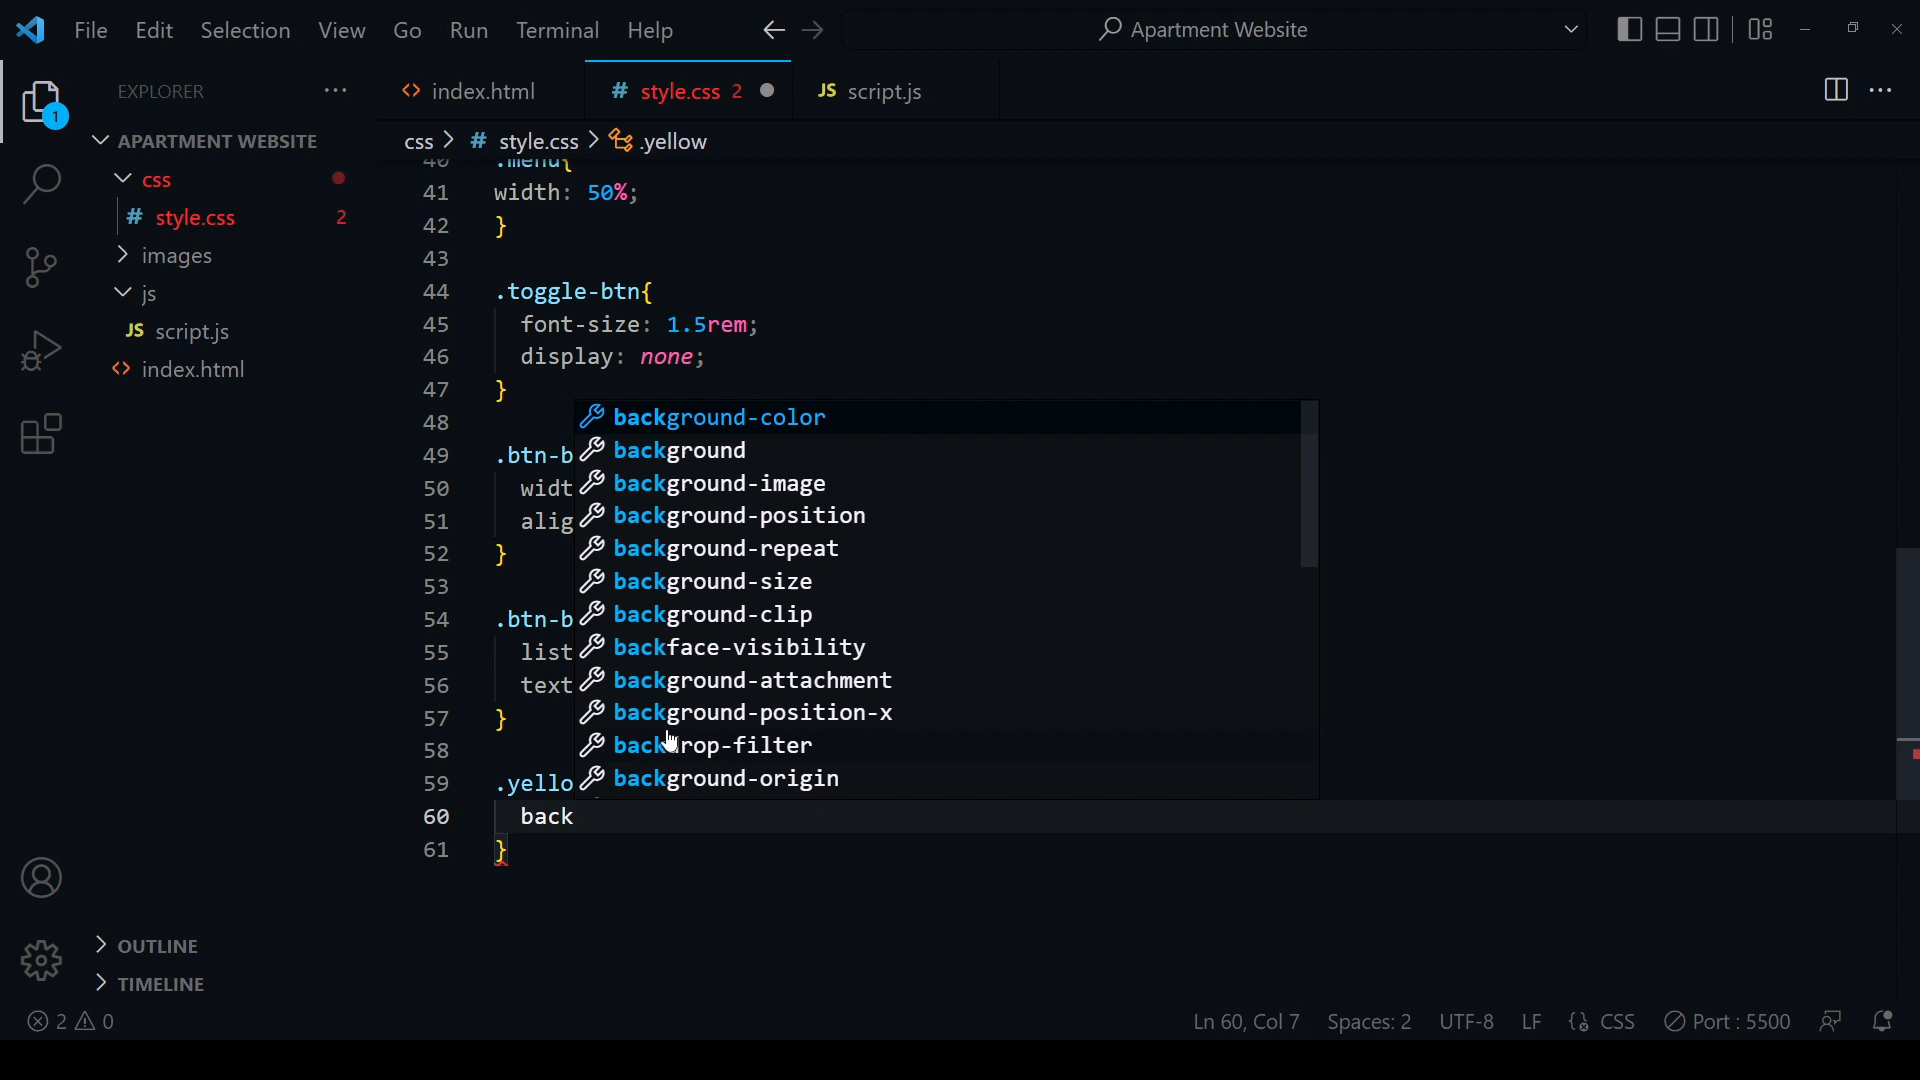 File Edit Selection View Go Run Terminal Help
Apartment Website
EXPLORER
index.html
# style.css 2
JS script.js
1
APARTMENT WEBSITE
css > # style.css > .yellow
css
# style.css 2
images
js
JS script.js
index.html
40 .menu{
41 width: 50%;
42 }
43
44 .toggle-btn{
45 font-size: 1.5rem;
46 display: none;
47 }
48
49 .btn-b
50 widt
51 alig
52 }
53
54 .btn-b
55 list
56 text
57 }
58
59 .yello
60 back
61 }
background-color
background
background-image
background-position
background-repeat
background-size
background-clip
backface-visibility
background-attachment
background-position-x
backdrop-filter
background-origin
OUTLINE
TIMELINE
2 0
Ln 60, Col 7 Spaces: 2 UTF-8 LF {} CSS Port : 5500